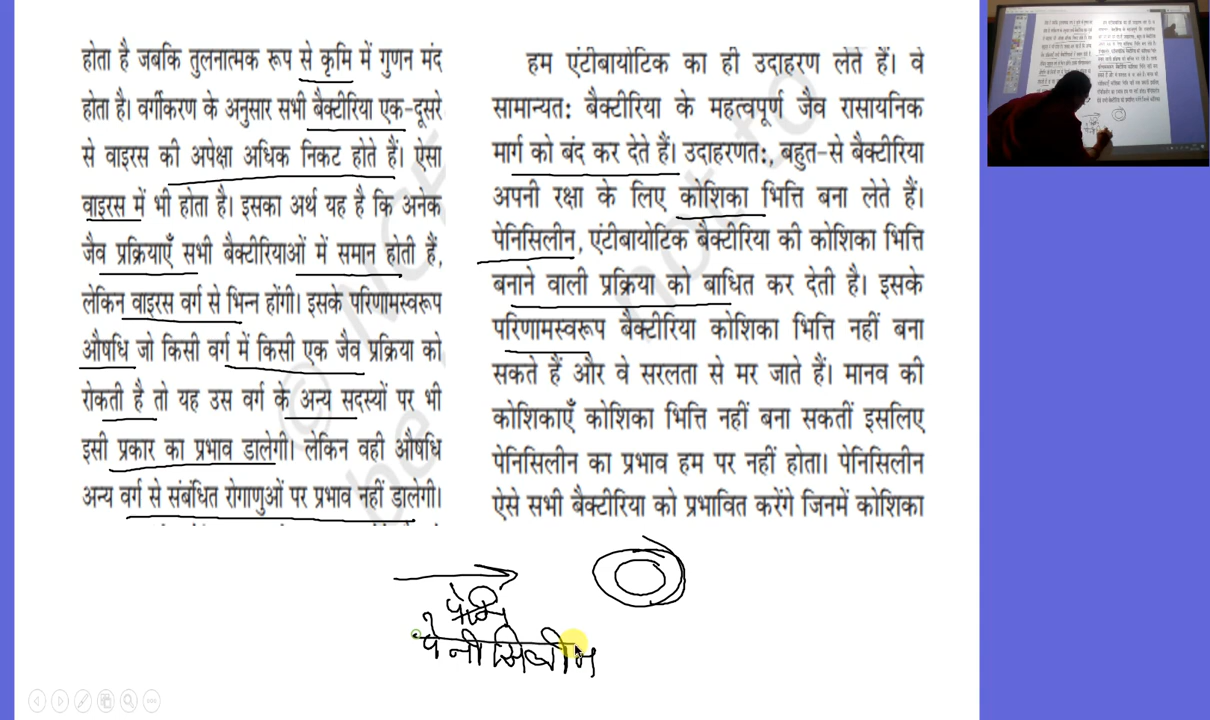 होता है जबकि तुलनात्मक रूप से कृमि में गुणन मंद
होता है। वर्गीकरण के अनुसार सभी बैक्टीरिया एक-दूसरे
से वाइरस की अपेक्षा अधिक निकट होते हैं। ऐसा
वाइरस में भी होता है। इसका अर्थ यह है कि अनेक
जैव प्रक्रियाएँ सभी बैक्टीरियाओं में समान होती हैं,
लेकिन वाइरस वर्ग से भिन्न होंगी। इसके परिणामस्वरूप
औषधि जो किसी वर्ग में किसी एक जैव प्रक्रिया को
रोकती है तो यह उस वर्ग के अन्य सदस्यों पर भी
इसी प्रकार का प्रभाव डालेगी। लेकिन वही औषधि
अन्य वर्ग से संबंधित रोगाणुओं पर प्रभाव नहीं डालेगी।
हम एंटीबायोटिक का ही उदाहरण लेते हैं। वे
सामान्यत: बैक्टीरिया के महत्वपूर्ण जैव रासायनिक
मार्ग को बंद कर देते हैं। उदाहरणत:, बहुत-से बैक्टीरिया
अपनी रक्षा के लिए कोशिका भित्ति बना लेते हैं।
पेनिसिलीन, एंटीबायोटिक बैक्टीरिया की कोशिका भित्ति
बनाने वाली प्रक्रिया को बाधित कर देती है। इसके
परिणामस्वरूप बैक्टीरिया कोशिका भित्ति नहीं बना
सकते हैं और वे सरलता से मर जाते हैं। मानव की
कोशिकाएँ कोशिका भित्ति नहीं बना सकतीं इसलिए
पेनिसिलीन का प्रभाव हम पर नहीं होता। पेनिसिलीन
ऐसे सभी बैक्टीरिया को प्रभावित करेंगे जिनमें कोशिका
पेनीसिलीन